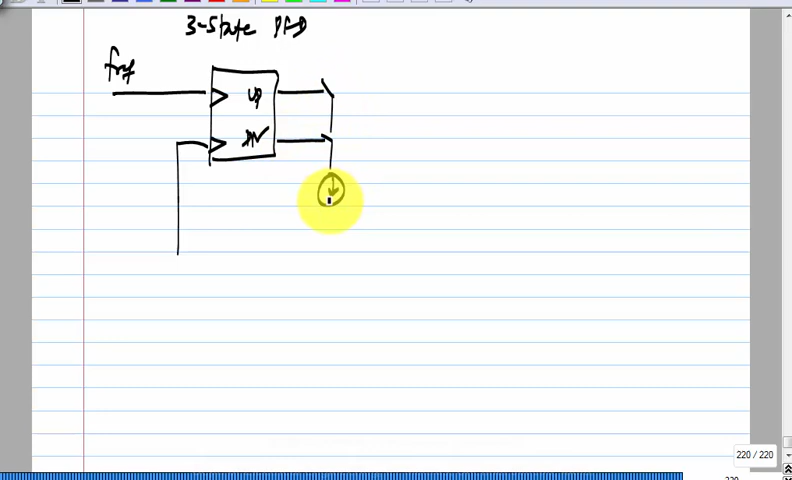 3-State PFD
fref
UP
DN
220 / 220